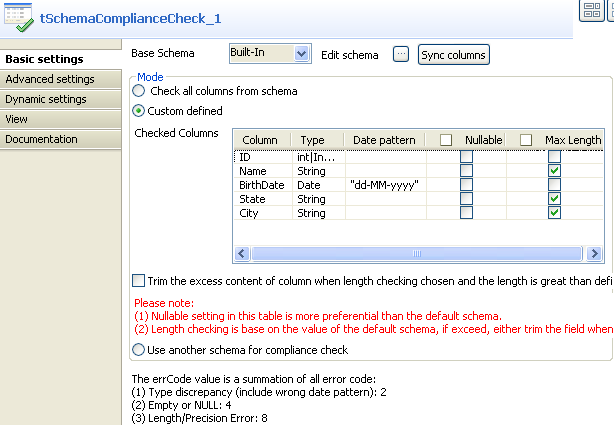 tSchemaComplianceCheck_1
Basic settings
Advanced settings
Dynamic settings
View
Documentation
Base Schema Built-In Edit schema ... Sync columns
Mode
Check all columns from schema
Custom defined
Checked Columns
Column Type Date pattern Nullable Max Length
ID int|In...
Name String
BirthDate Date "dd-MM-yyyy"
State String
City String
Trim the excess content of column when length checking chosen and the length is great than defi
Please note:
(1) Nullable setting in this table is more preferential than the default schema.
(2) Length checking is base on the value of the default schema, if exceed, either trim the field when
Use another schema for compliance check
The errCode value is a summation of all error code:
(1) Type discrepancy (include wrong date pattern): 2
(2) Empty or NULL: 4
(3) Length/Precision Error: 8